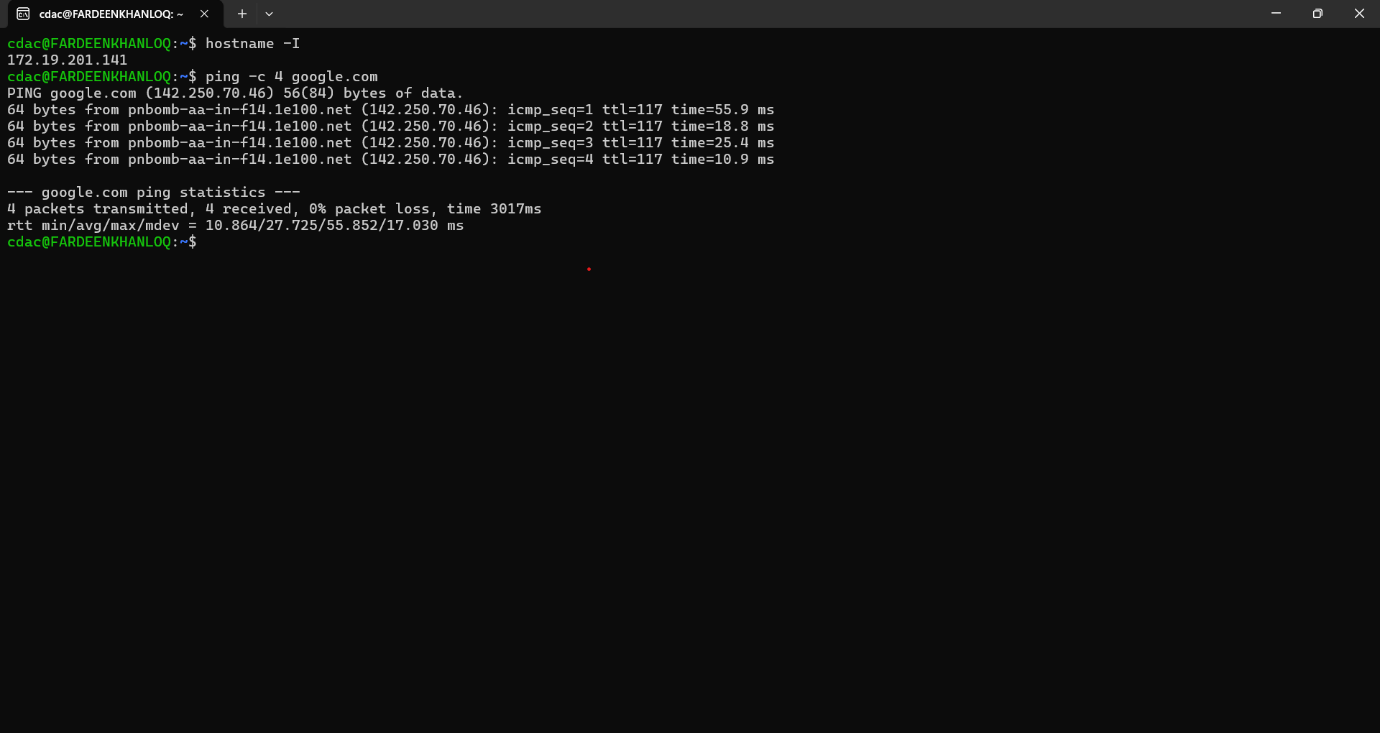 cdac@FARDEENKHANLOQ: ~
cdac@FARDEENKHANLOQ:~$ hostname -I
172.19.201.141
cdac@FARDEENKHANLOQ:~$ ping -c 4 google.com
PING google.com (142.250.70.46) 56(84) bytes of data.
64 bytes from pnbomb-aa-in-f14.1e100.net (142.250.70.46): icmp_seq=1 ttl=117 time=55.9 ms
64 bytes from pnbomb-aa-in-f14.1e100.net (142.250.70.46): icmp_seq=2 ttl=117 time=18.8 ms
64 bytes from pnbomb-aa-in-f14.1e100.net (142.250.70.46): icmp_seq=3 ttl=117 time=25.4 ms
64 bytes from pnbomb-aa-in-f14.1e100.net (142.250.70.46): icmp_seq=4 ttl=117 time=10.9 ms
--- google.com ping statistics ---
4 packets transmitted, 4 received, 0% packet loss, time 3017ms
rtt min/avg/max/mdev = 10.864/27.725/55.852/17.030 ms
cdac@FARDEENKHANLOQ:~$